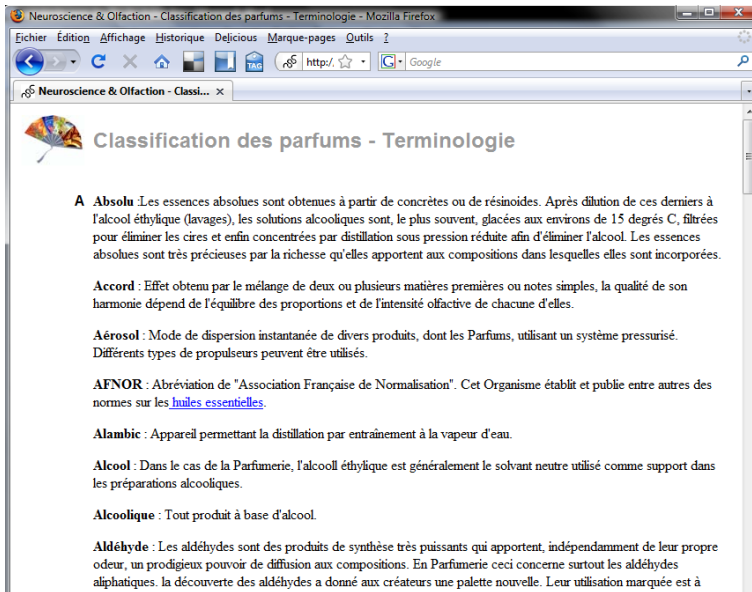 Neuroscience & Olfaction - Classification des parfums - Terminologie - Mozilla Firefox
Fichier Édition Affichage Historique Delicious Marque-pages Outils ?
TAG http:/. G Google
Neuroscience & Olfaction - Classi...
Classification des parfums - Terminologie
A Absolu :Les essences absolues sont obtenues à partir de concrètes ou de résinoides. Après dilution de ces derniers à
l'alcool éthylique (lavages), les solutions alcooliques sont, le plus souvent, glacées aux environs de 15 degrés C, filtrées
pour éliminer les cires et enfin concentrées par distillation sous pression réduite afin d'éliminer l'alcool. Les essences
absolues sont très précieuses par la richesse qu'elles apportent aux compositions dans lesquelles elles sont incorporées.
Accord : Effet obtenu par le mélange de deux ou plusieurs matières premières ou notes simples, la qualité de son
harmonie dépend de l'équilibre des proportions et de l'intensité olfactive de chacune d'elles.
Aérosol : Mode de dispersion instantanée de divers produits, dont les Parfums, utilisant un système pressurisé.
Différents types de propulseurs peuvent être utilisés.
AFNOR : Abréviation de "Association Française de Normalisation". Cet Organisme établit et publie entre autres des
normes sur les huiles essentielles.
Alambic : Appareil permettant la distillation par entraînement à la vapeur d'eau.
Alcool : Dans le cas de la Parfumerie, l'alcooll éthylique est généralement le solvant neutre utilisé comme support dans
les préparations alcooliques.
Alcoolique : Tout produit à base d'alcool.
Aldéhyde : Les aldéhydes sont des produits de synthèse très puissants qui apportent, indépendamment de leur propre
odeur, un prodigieux pouvoir de diffusion aux compositions. En Parfumerie ceci concerne surtout les aldéhydes
aliphatiques. la découverte des aldéhydes a donné aux créateurs une palette nouvelle. Leur utilisation marquée est à